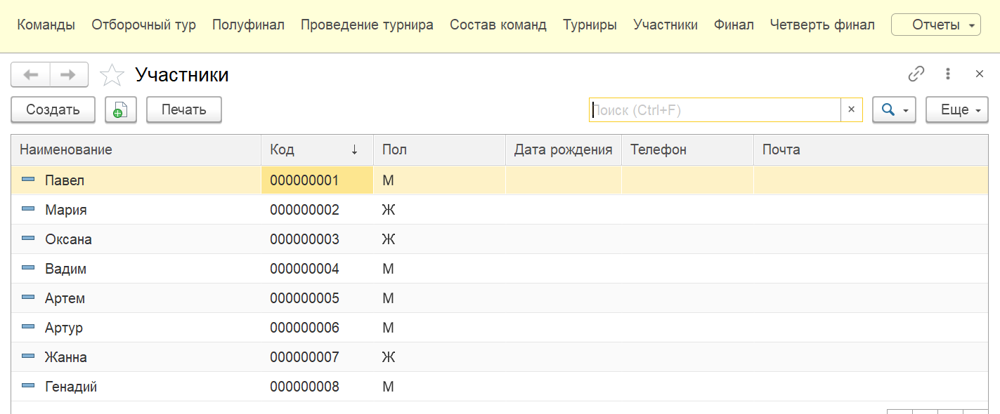 Команды Отборочный тур Полуфинал Проведение турнира Состав команд Турниры Участники Финал Четверть финал Отчеты
Участники
Создать Печать Поиск (Ctrl+F) Еще
Наименование Код ↓ Пол Дата рождения Телефон Почта
Павел 000000001 М
Мария 000000002 Ж
Оксана 000000003 Ж
Вадим 000000004 М
Артем 000000005 М
Артур 000000006 М
Жанна 000000007 Ж
Генадий 000000008 М